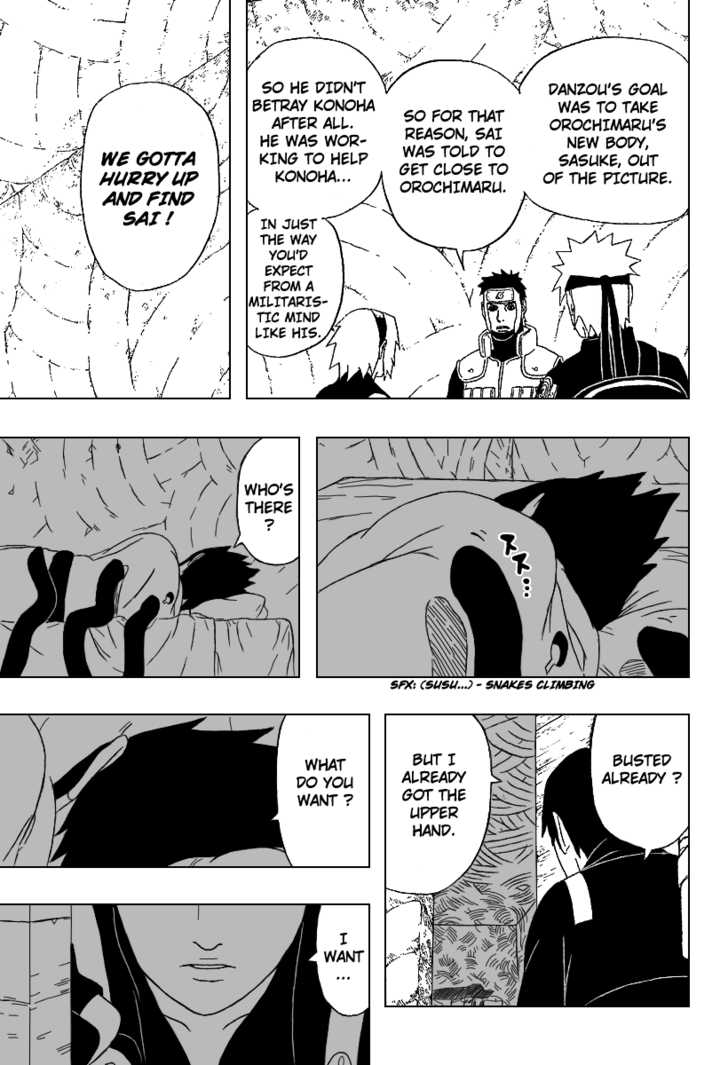 DANZOU'S GOAL
WAS TO TAKE
OROCHIMARU'S
NEW BODY,
SASUKE, OUT
OF THE PICTURE.
SO FOR THAT
REASON, SAI
WAS TOLD TO
GET CLOSE TO
OROCHIMARU.
SO HE DIDN'T
BETRAY KONOHA
AFTER ALL.
HE WAS WOR-
KING TO HELP
KONOHA...
IN JUST
THE WAY
YOU'D
EXPECT
FROM A
MILITARIS-
TIC MIND
LIKE HIS.
WE GOTTA
HURRY UP
AND FIND
SAI !
スス...
SFX: (SUSU...) - SNAKES CLIMBING
WHO'S
THERE
?
BUSTED
ALREADY ?
BUT I
ALREADY
GOT THE
UPPER
HAND.
WHAT
DO YOU
WANT ?
I
WANT
...